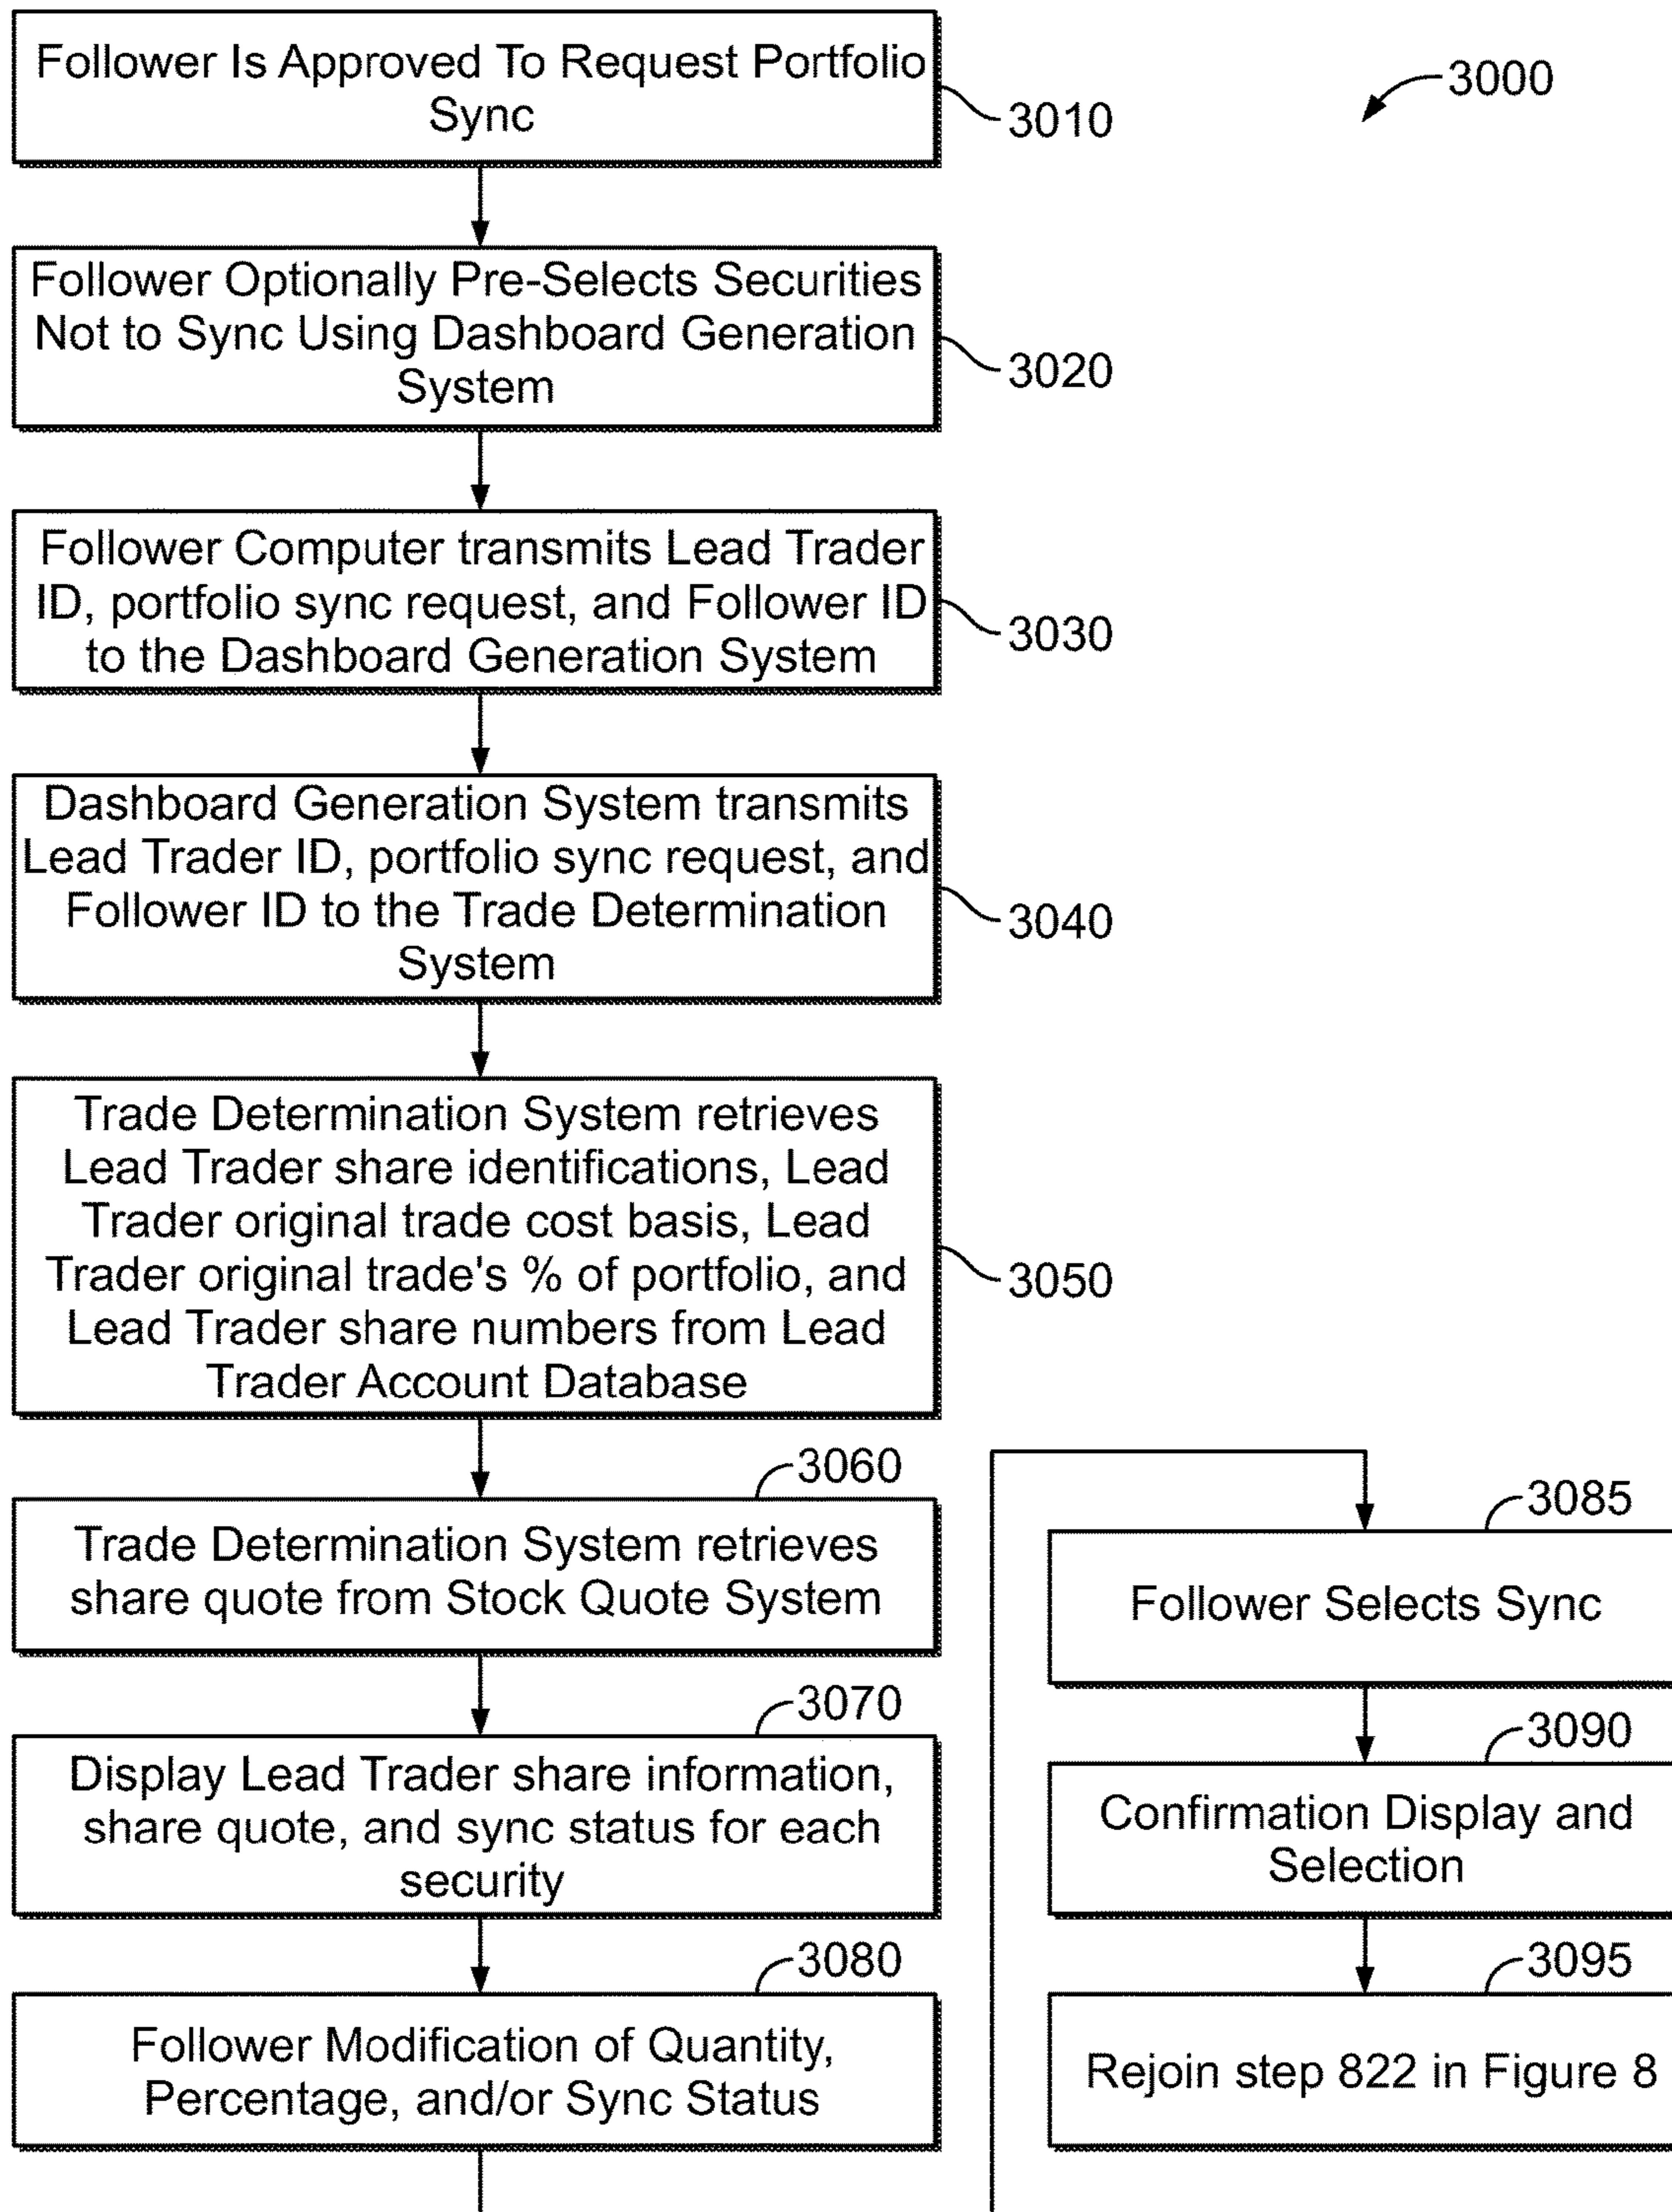 Follower Is Approved To Request Portfolio
Sync
3010
3000
Follower Optionally Pre-Selects Securities
Not to Sync Using Dashboard Generation
System
3020
Follower Computer transmits Lead Trader
ID, portfolio sync request, and Follower ID
to the Dashboard Generation System
3030
Dashboard Generation System transmits
Lead Trader ID, portfolio sync request, and
Follower ID to the Trade Determination
System
3040
Trade Determination System retrieves
Lead Trader share identifications, Lead
Trader original trade cost basis, Lead
Trader original trade's % of portfolio, and
Lead Trader share numbers from Lead
Trader Account Database
3050
3060
Trade Determination System retrieves
share quote from Stock Quote System
3070
Display Lead Trader share information,
share quote, and sync status for each
security
3080
Follower Modification of Quantity,
Percentage, and/or Sync Status
3085
Follower Selects Sync
3090
Confirmation Display and
Selection
3095
Rejoin step 822 in Figure 8